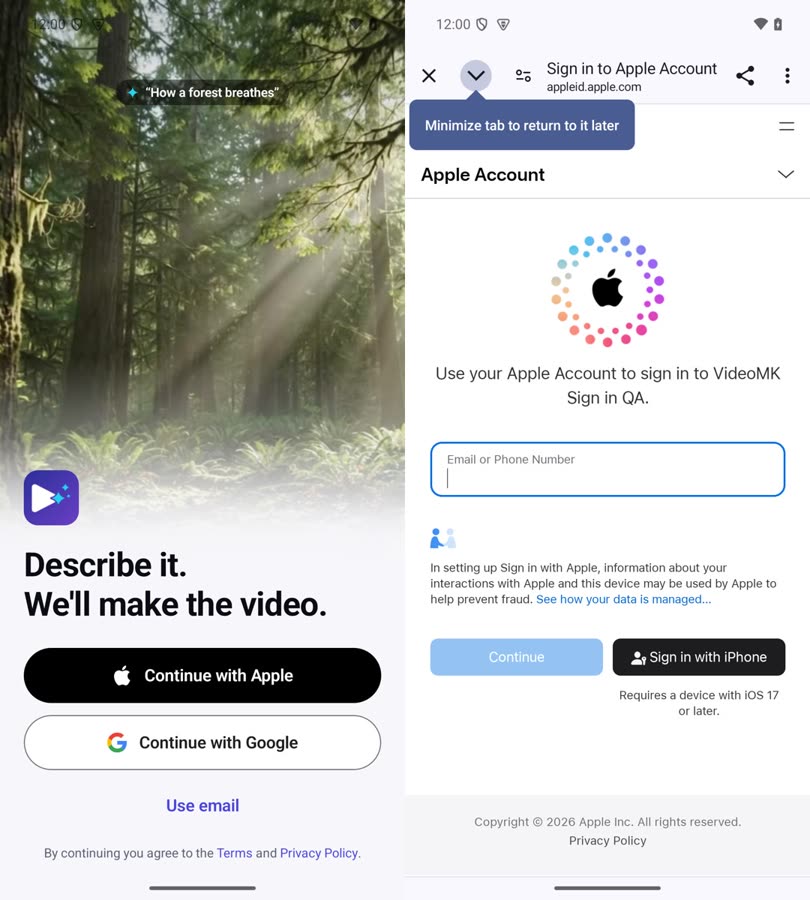 12:00
"How a forest breathes"
Describe it.
We'll make the video.
Continue with Apple
Continue with Google
Use email
By continuing you agree to the Terms and Privacy Policy.
12:00
Sign in to Apple Account
appleid.apple.com
Minimize tab to return to it later
Apple Account
Use your Apple Account to sign in to VideoMK
Sign in QA.
Email or Phone Number
In setting up Sign in with Apple, information about your
interactions with Apple and this device may be used by Apple to
help prevent fraud. See how your data is managed...
Continue
Sign in with iPhone
Requires a device with iOS 17
or later.
Copyright © 2026 Apple Inc. All rights reserved.
Privacy Policy